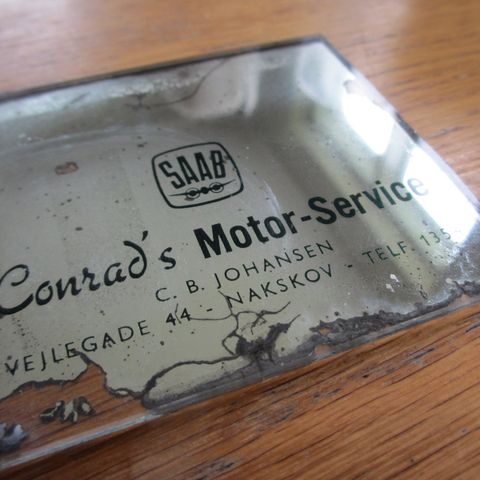 SAAB
Conrad's Motor-Service
C. B. JOHANSEN
VEJLEGADE 44 - NAKSKOV - TELF. 135